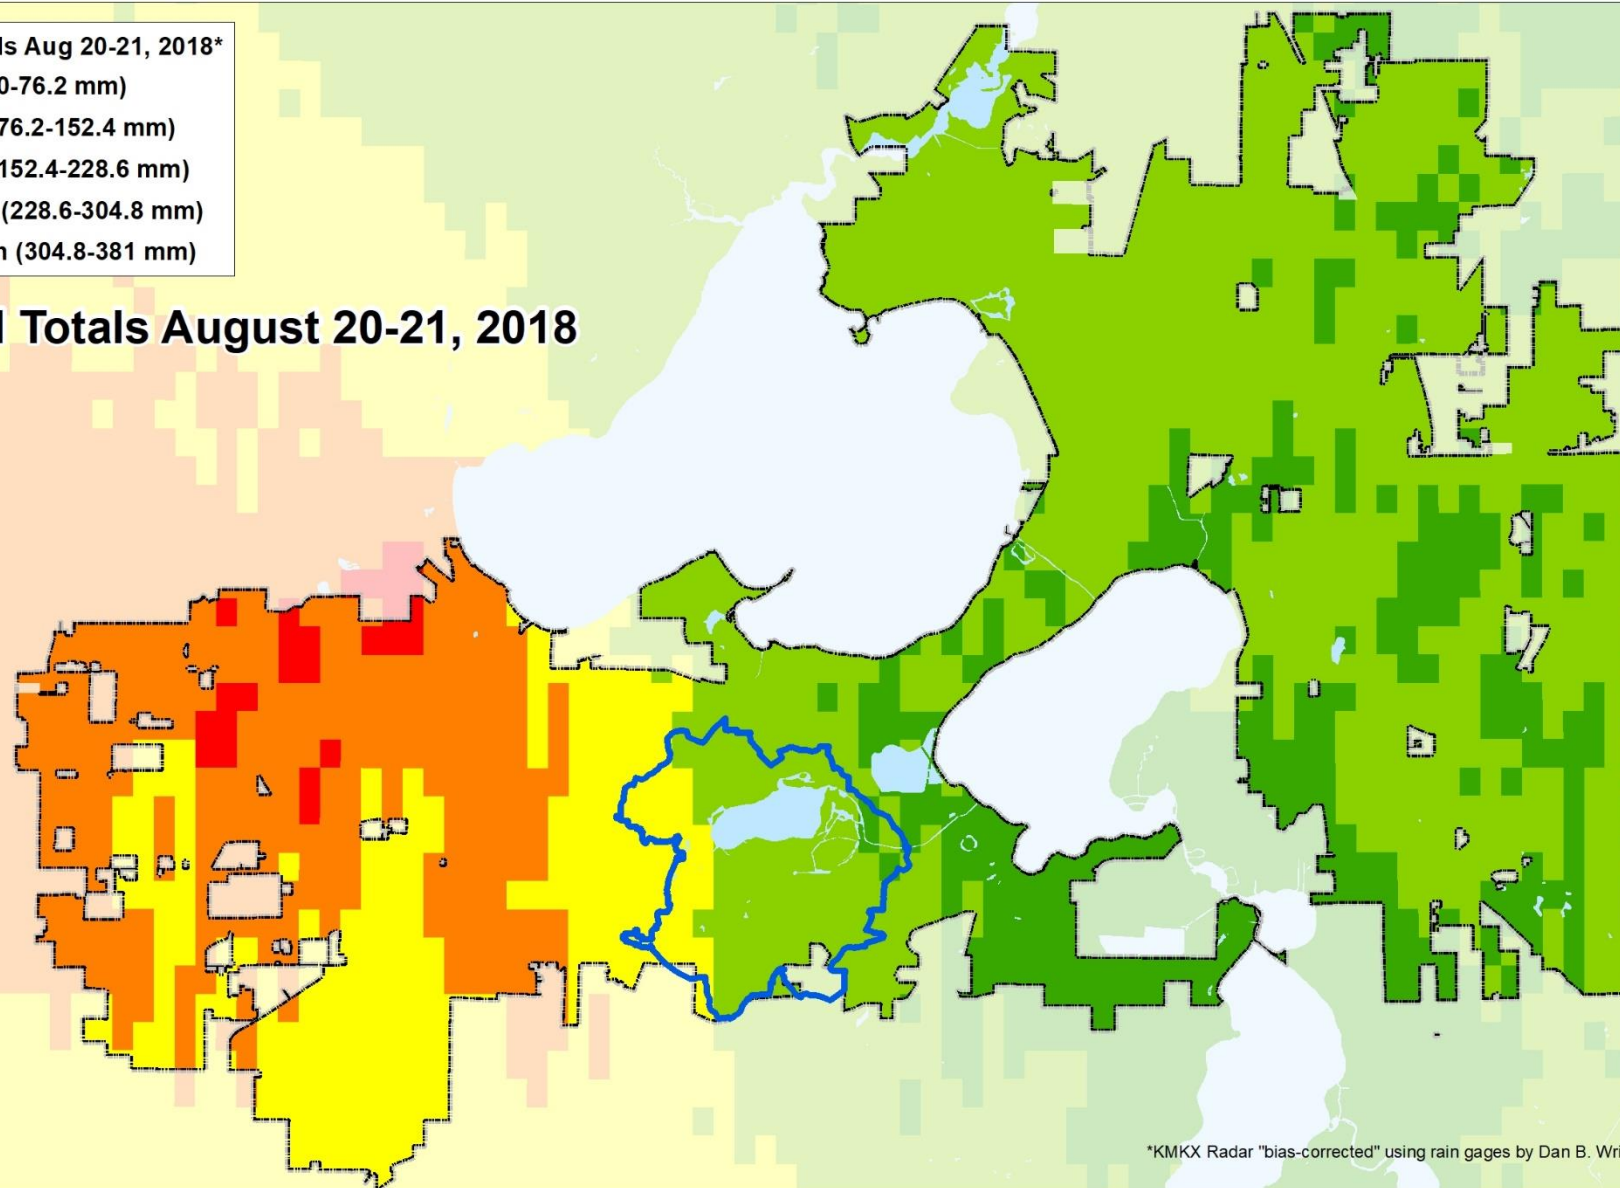 ls Aug 20-21, 2018*
0-76.2 mm)
76.2-152.4 mm)
152.4-228.6 mm)
(228.6-304.8 mm)
n (304.8-381 mm)
l Totals August 20-21, 2018
*KMKX Radar "bias-corrected" using rain gages by Dan B. Wri